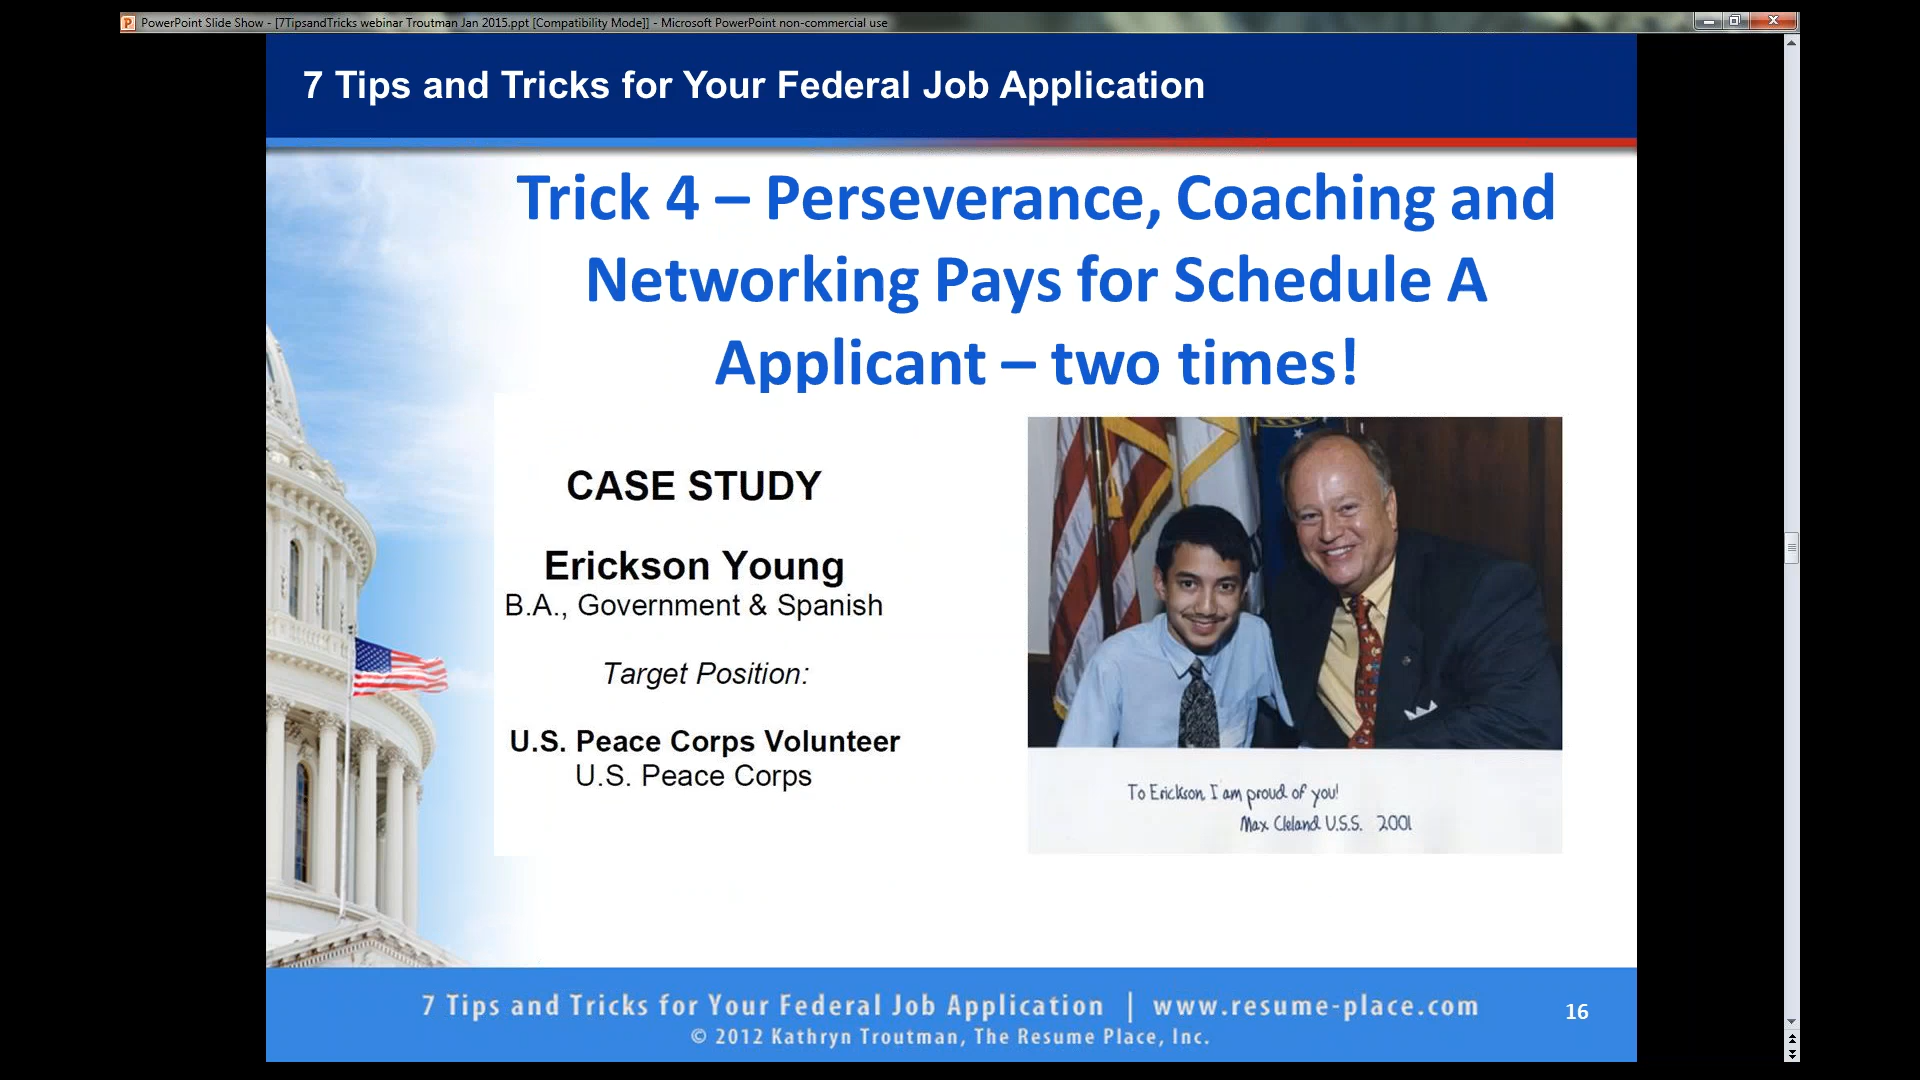 PowerPoint Slide Show - [7TipsandTricks webinar Troutman Jan 2015.ppt [Compatibility Mode]] - Microsoft PowerPoint non-commercial use
7 Tips and Tricks for Your Federal Job Application
Trick 4 – Perseverance, Coaching and
Networking Pays for Schedule A
Applicant – two times!
CASE STUDY
Erickson Young
B.A., Government & Spanish
Target Position:
U.S. Peace Corps Volunteer
U.S. Peace Corps
To Erickson, I am proud of you!
Max Cleland U.S.S. 2001
7 Tips and Tricks for Your Federal Job Application | www.resume-place.com
© 2012 Kathryn Troutman, The Resume Place, Inc.
16